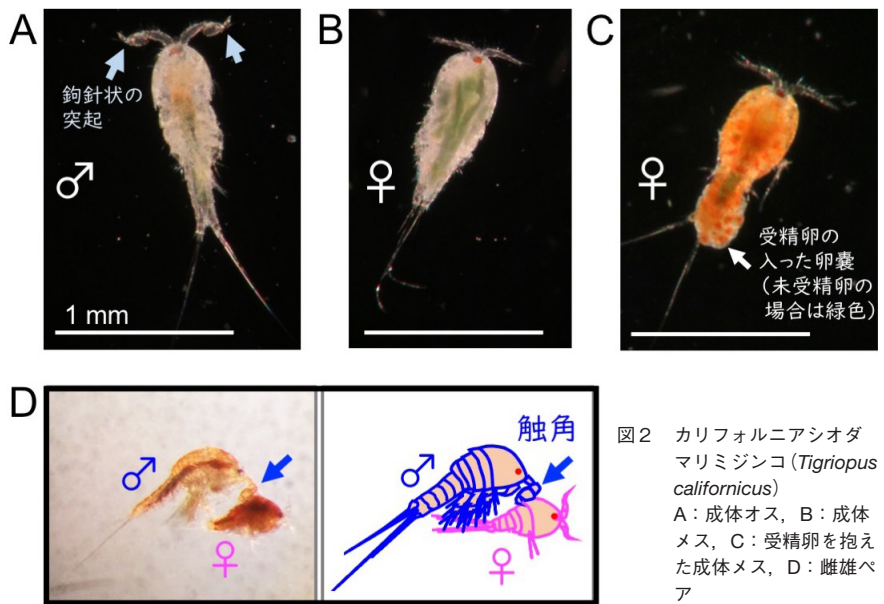 A
鉤針状の
突起
♂
1 mm
B
♀
C
♀
受精卵の
入った卵嚢
（未受精卵の
場合は緑色）
D
♂
♀
触角
♂
♀
図2 カリフォルニアシオダ
マリミジンコ（Tigriopus
californicus）
A：成体オス，B：成体
メス，C：受精卵を抱え
た成体メス，D：雌雄ペ
ア